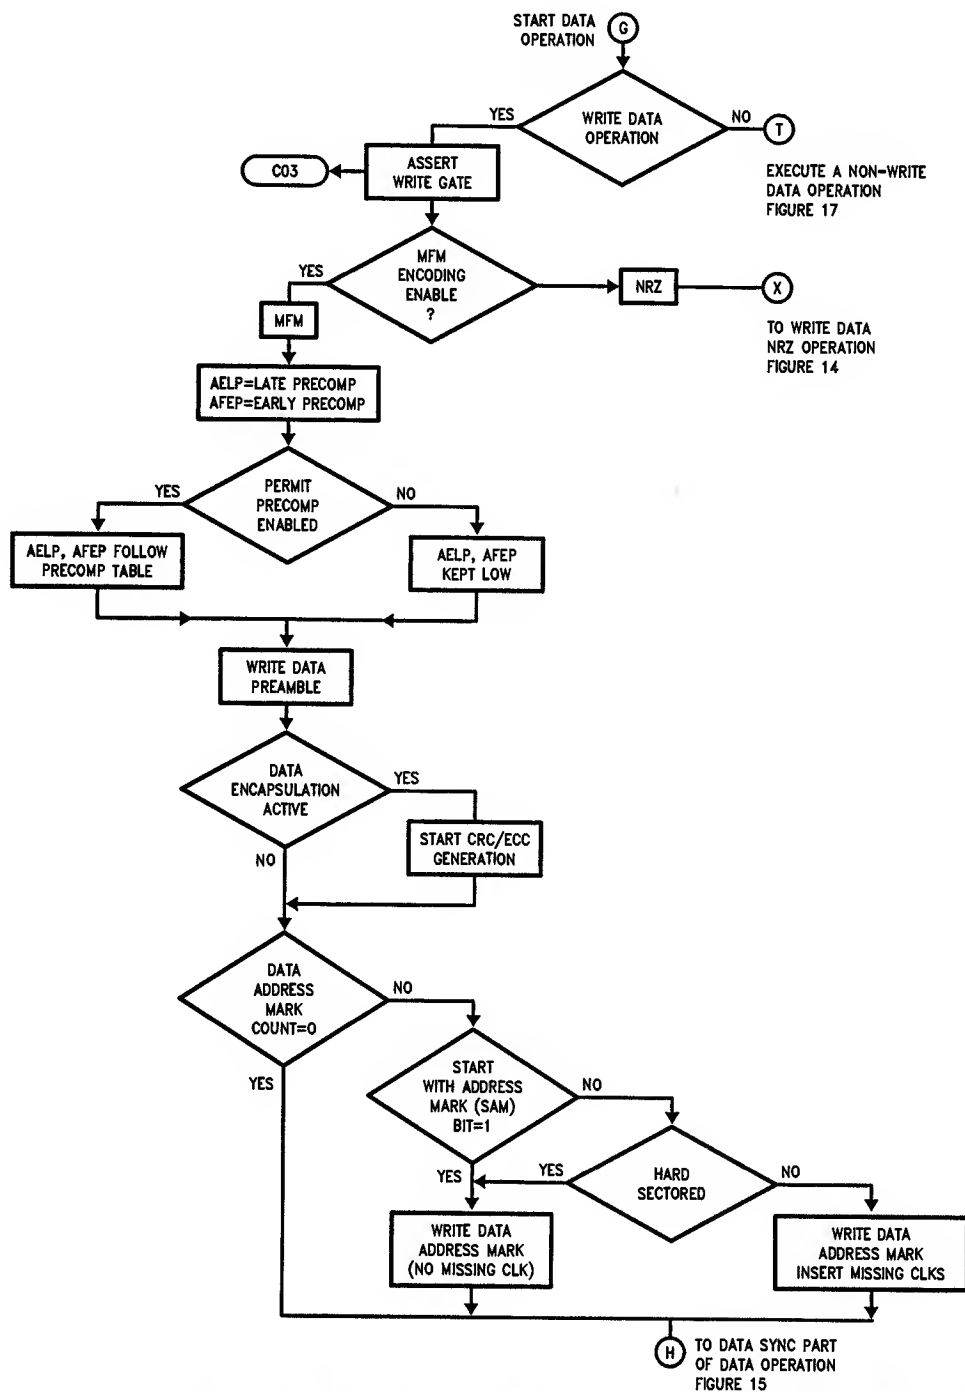 START DATA
OPERATION
G
YES
WRITE DATA
OPERATION
NO
T
EXECUTE A NON-WRITE
DATA OPERATION
FIGURE 17
C03
ASSERT
WRITE GATE
YES
MFM
ENCODING
ENABLE
?
NRZ
X
TO WRITE DATA
NRZ OPERATION
FIGURE 14
MFM
AELP=LATE PRECOMP
AFEP=EARLY PRECOMP
YES
PERMIT
PRECOMP
ENABLED
NO
AELP, AFEP FOLLOW
PRECOMP TABLE
AELP, AFEP
KEPT LOW
WRITE DATA
PREAMBLE
DATA
ENCAPSULATION
ACTIVE
YES
START CRC/ECC
GENERATION
NO
DATA
ADDRESS
MARK
COUNT=0
NO
YES
START
WITH ADDRESS
MARK (SAM)
BIT=1
NO
YES
YES
HARD
SECTORED
NO
WRITE DATA
ADDRESS MARK
(NO MISSING CLK)
WRITE DATA
ADDRESS MARK
INSERT MISSING CLKS
H
TO DATA SYNC PART
OF DATA OPERATION
FIGURE 15